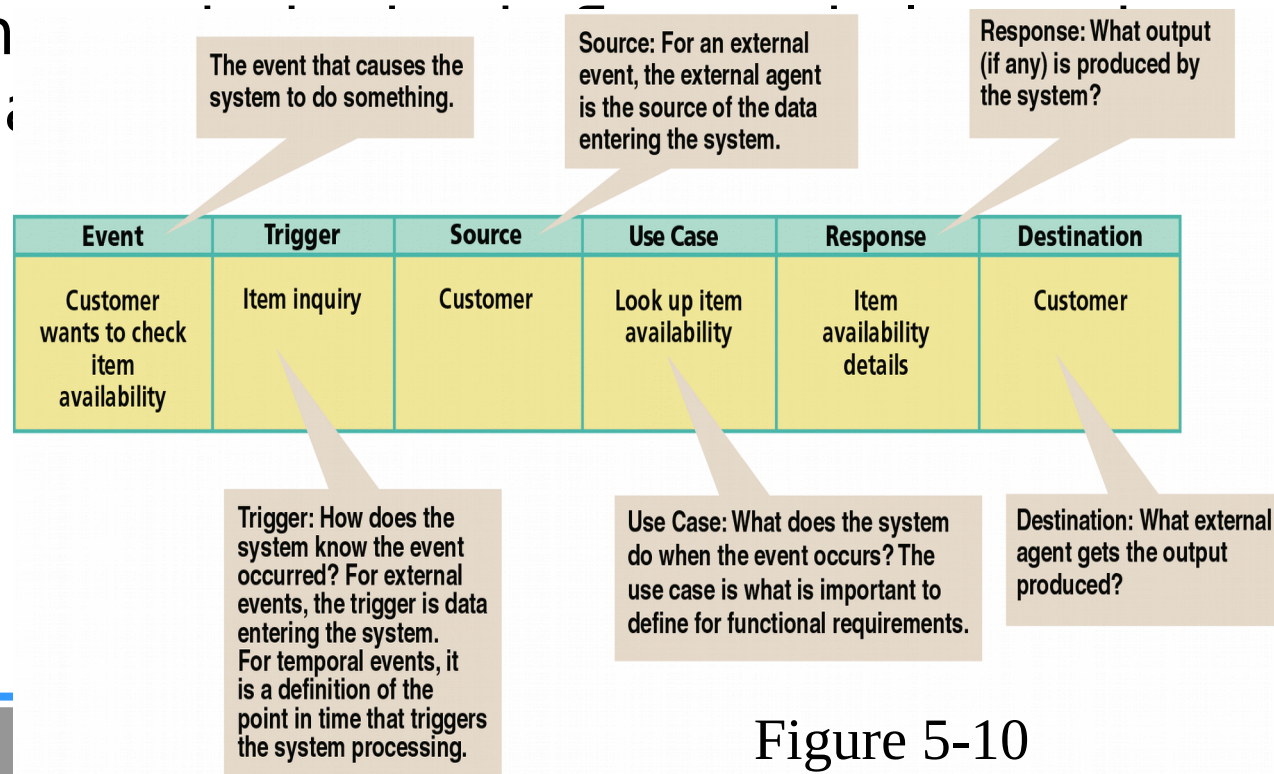 The event that causes the
system to do something.
Source: For an external
event, the external agent
is the source of the data
entering the system.
Response: What output
(if any) is produced by
the system?
Event
Trigger
Source
Use Case
Response
Destination
Customer
wants to check
item
availability
Item inquiry
Customer
Look up item
availability
Item
availability
details
Customer
Trigger: How does the
system know the event
occurred? For external
events, the trigger is data
entering the system.
For temporal events, it
is a definition of the
point in time that triggers
the system processing.
Use Case: What does the system
do when the event occurs? The
use case is what is important to
define for functional requirements.
Destination: What external
agent gets the output
produced?
Figure 5-10